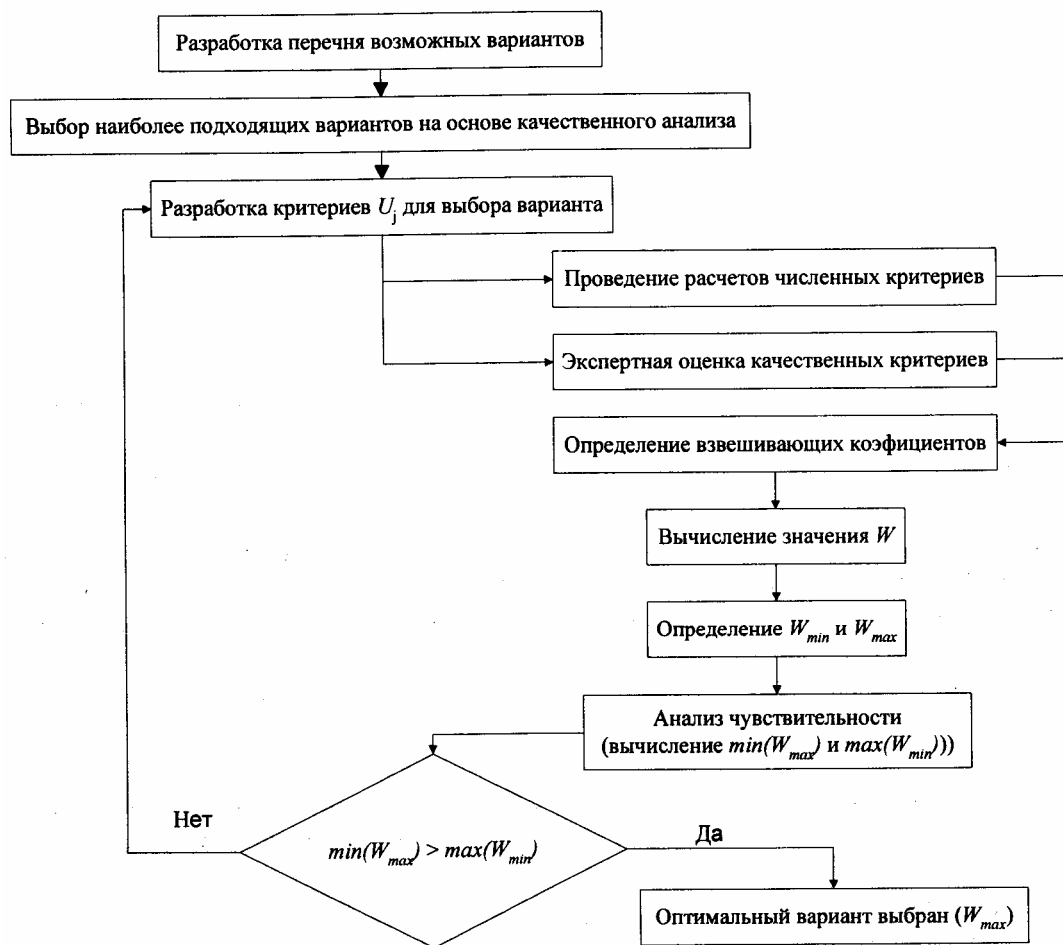 Разработка перечня возможных вариантов
Выбор наиболее подходящих вариантов на основе качественного анализа
Разработка критериев U_j для выбора варианта
Проведение расчетов численных критериев
Экспертная оценка качественных критериев
Определение взвешивающих коэфициентов
Вычисление значения W
Определение W_min и W_max
Анализ чувствительности
(вычисление min(W_max) и max(W_min)))
Нет
min(W_max) > max(W_min)
Да
Оптимальный вариант выбран (W_max)